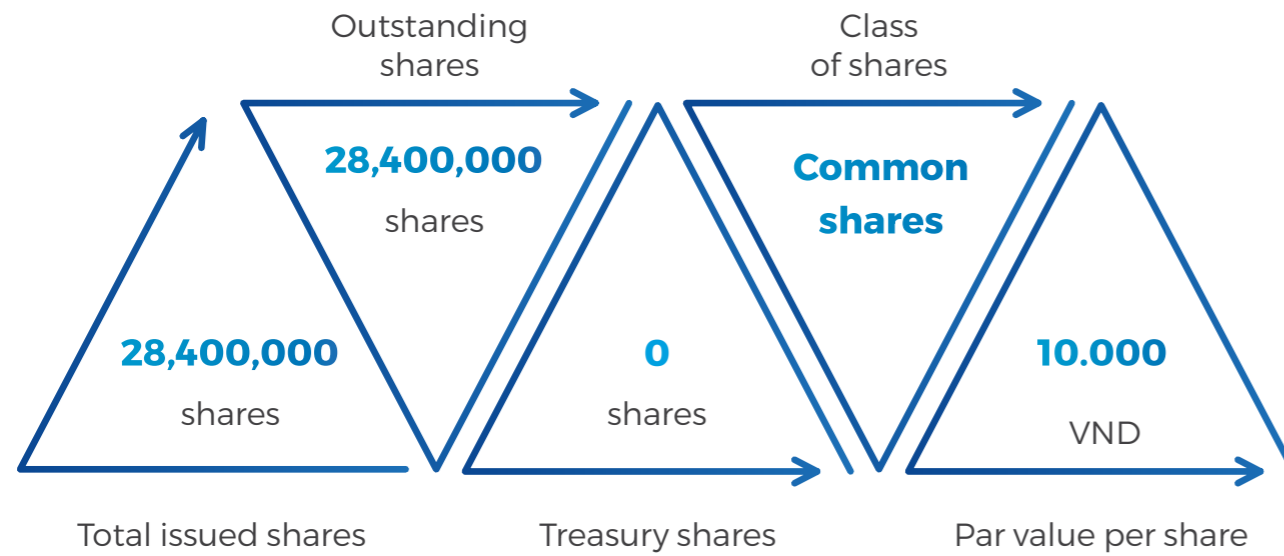 Outstanding
shares
28,400,000
shares
Class
of shares
Common
shares
28,400,000
shares
Total issued shares
0
shares
Treasury shares
10.000
VND
Par value per share